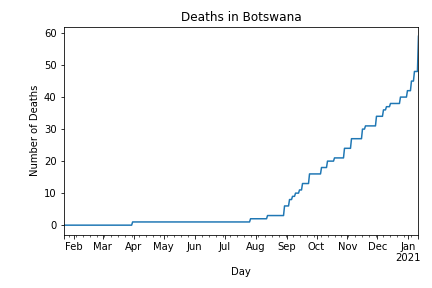 Deaths in Botswana
60
50
40
30
20
10
0
Number of Deaths
Feb Mar Apr May Jun Jul Aug Sep Oct Nov Dec Jan
2021
Day